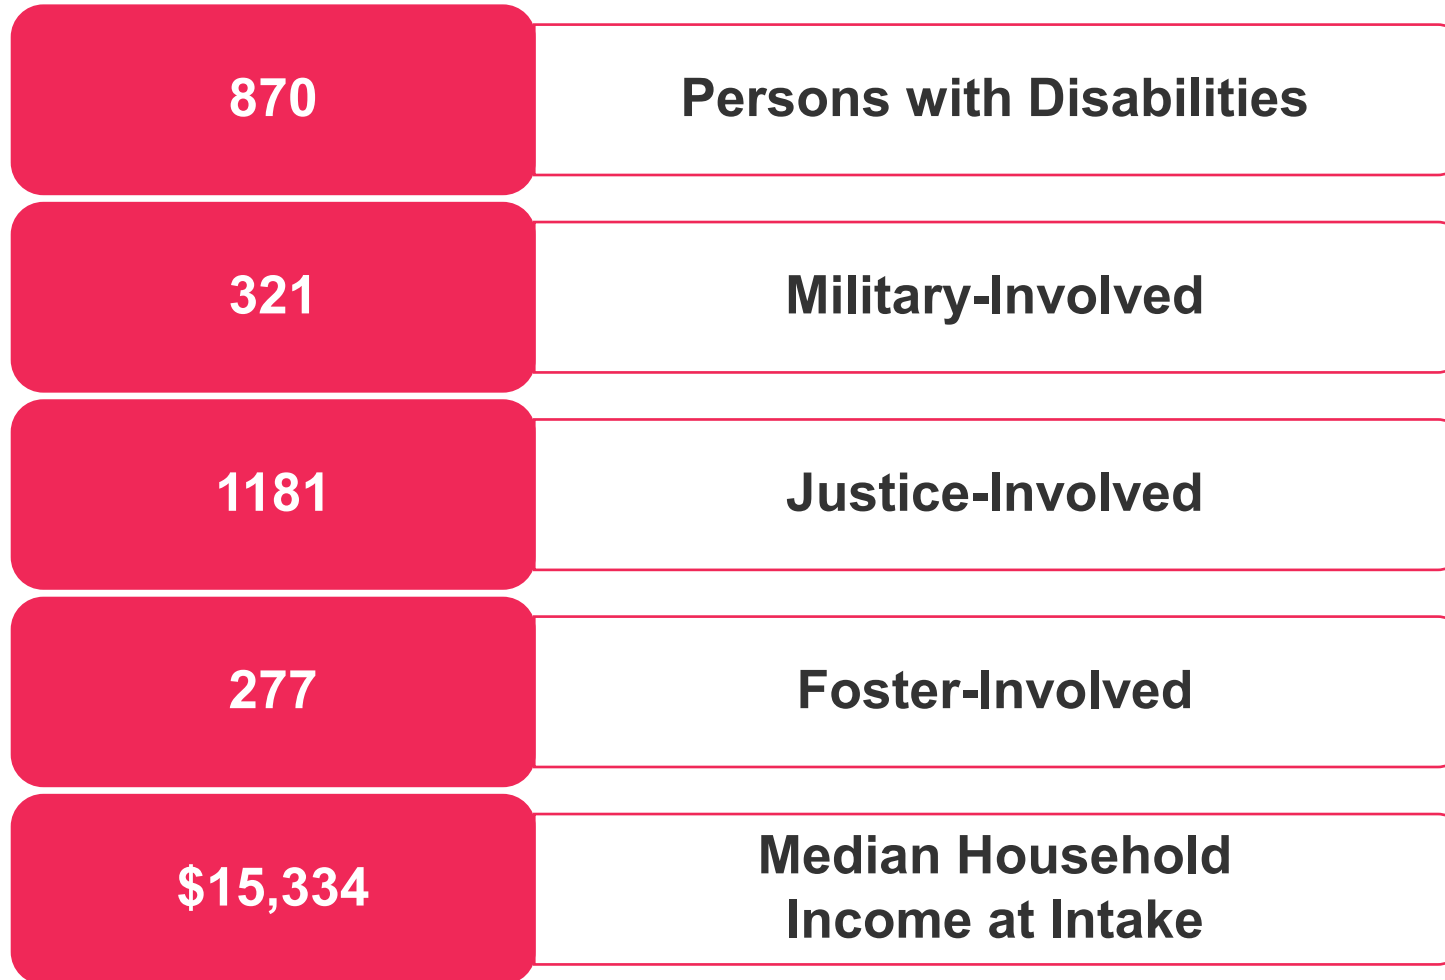 870
Persons with Disabilities
321
Military-Involved
1181
Justice-Involved
277
Foster-Involved
$15,334
Median Household
Income at Intake